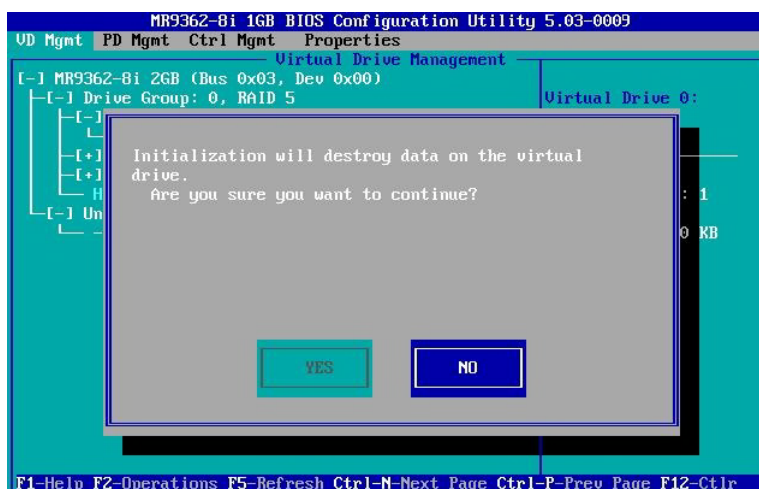 MR9362-8i 1GB BIOS Configuration Utility 5.03-0009
VD Mgmt PD Mgmt Ctrl Mgmt Properties
Virtual Drive Management
[-] MR9362-8i 2GB (Bus 0x03, Dev 0x00)
[-] Drive Group: 0, RAID 5
Virtual Drive 0:
[-]
[+]
[+]
H
[-] Un
Initialization will destroy data on the virtual
drive.
Are you sure you want to continue?
: 1
0 KB
YES
NO
F1-Help F2-Operations F5-Refresh Ctrl-N-Next Page Ctrl-P-Prev Page F12-Ctlr